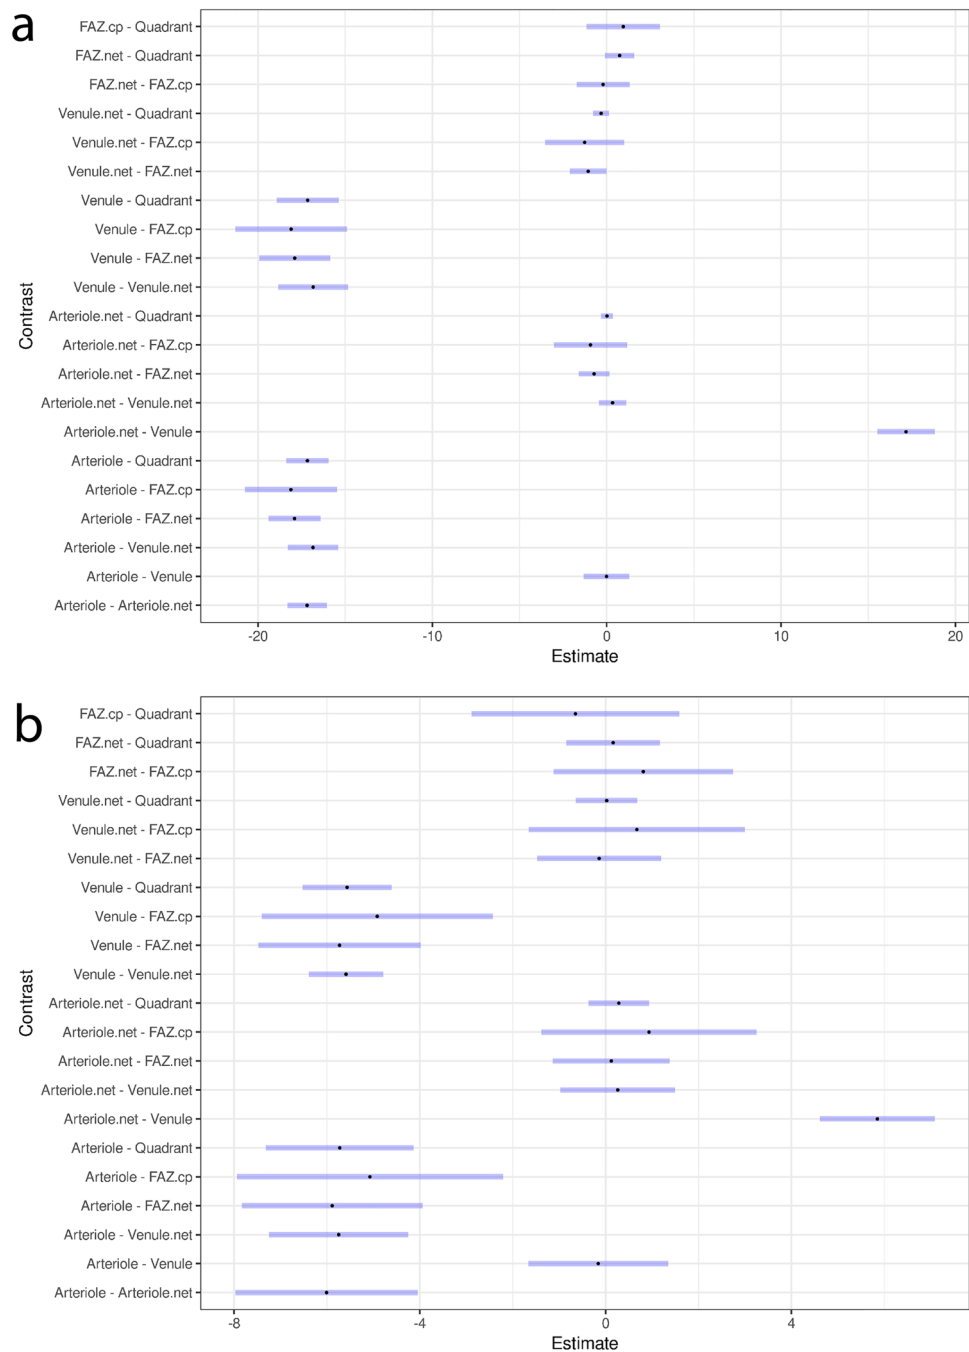 a
FAZ.cp - Quadrant
FAZ.net - Quadrant
FAZ.net - FAZ.cp
Venule.net - Quadrant
Venule.net - FAZ.cp
Venule.net - FAZ.net
Venule - Quadrant
Venule - FAZ.cp
Venule - FAZ.net
Venule - Venule.net
Arteriole.net - Quadrant
Arteriole.net - FAZ.cp
Arteriole.net - FAZ.net
Arteriole.net - Venule.net
Arteriole.net - Venule
Arteriole - Quadrant
Arteriole - FAZ.cp
Arteriole - FAZ.net
Arteriole - Venule.net
Arteriole - Venule
Arteriole - Arteriole.net
Contrast
-20 -10 0 10 20
Estimate
b
FAZ.cp - Quadrant
FAZ.net - Quadrant
FAZ.net - FAZ.cp
Venule.net - Quadrant
Venule.net - FAZ.cp
Venule.net - FAZ.net
Venule - Quadrant
Venule - FAZ.cp
Venule - FAZ.net
Venule - Venule.net
Arteriole.net - Quadrant
Arteriole.net - FAZ.cp
Arteriole.net - FAZ.net
Arteriole.net - Venule.net
Arteriole.net - Venule
Arteriole - Quadrant
Arteriole - FAZ.cp
Arteriole - FAZ.net
Arteriole - Venule.net
Arteriole - Venule
Arteriole - Arteriole.net
Contrast
-8 -4 0 4
Estimate